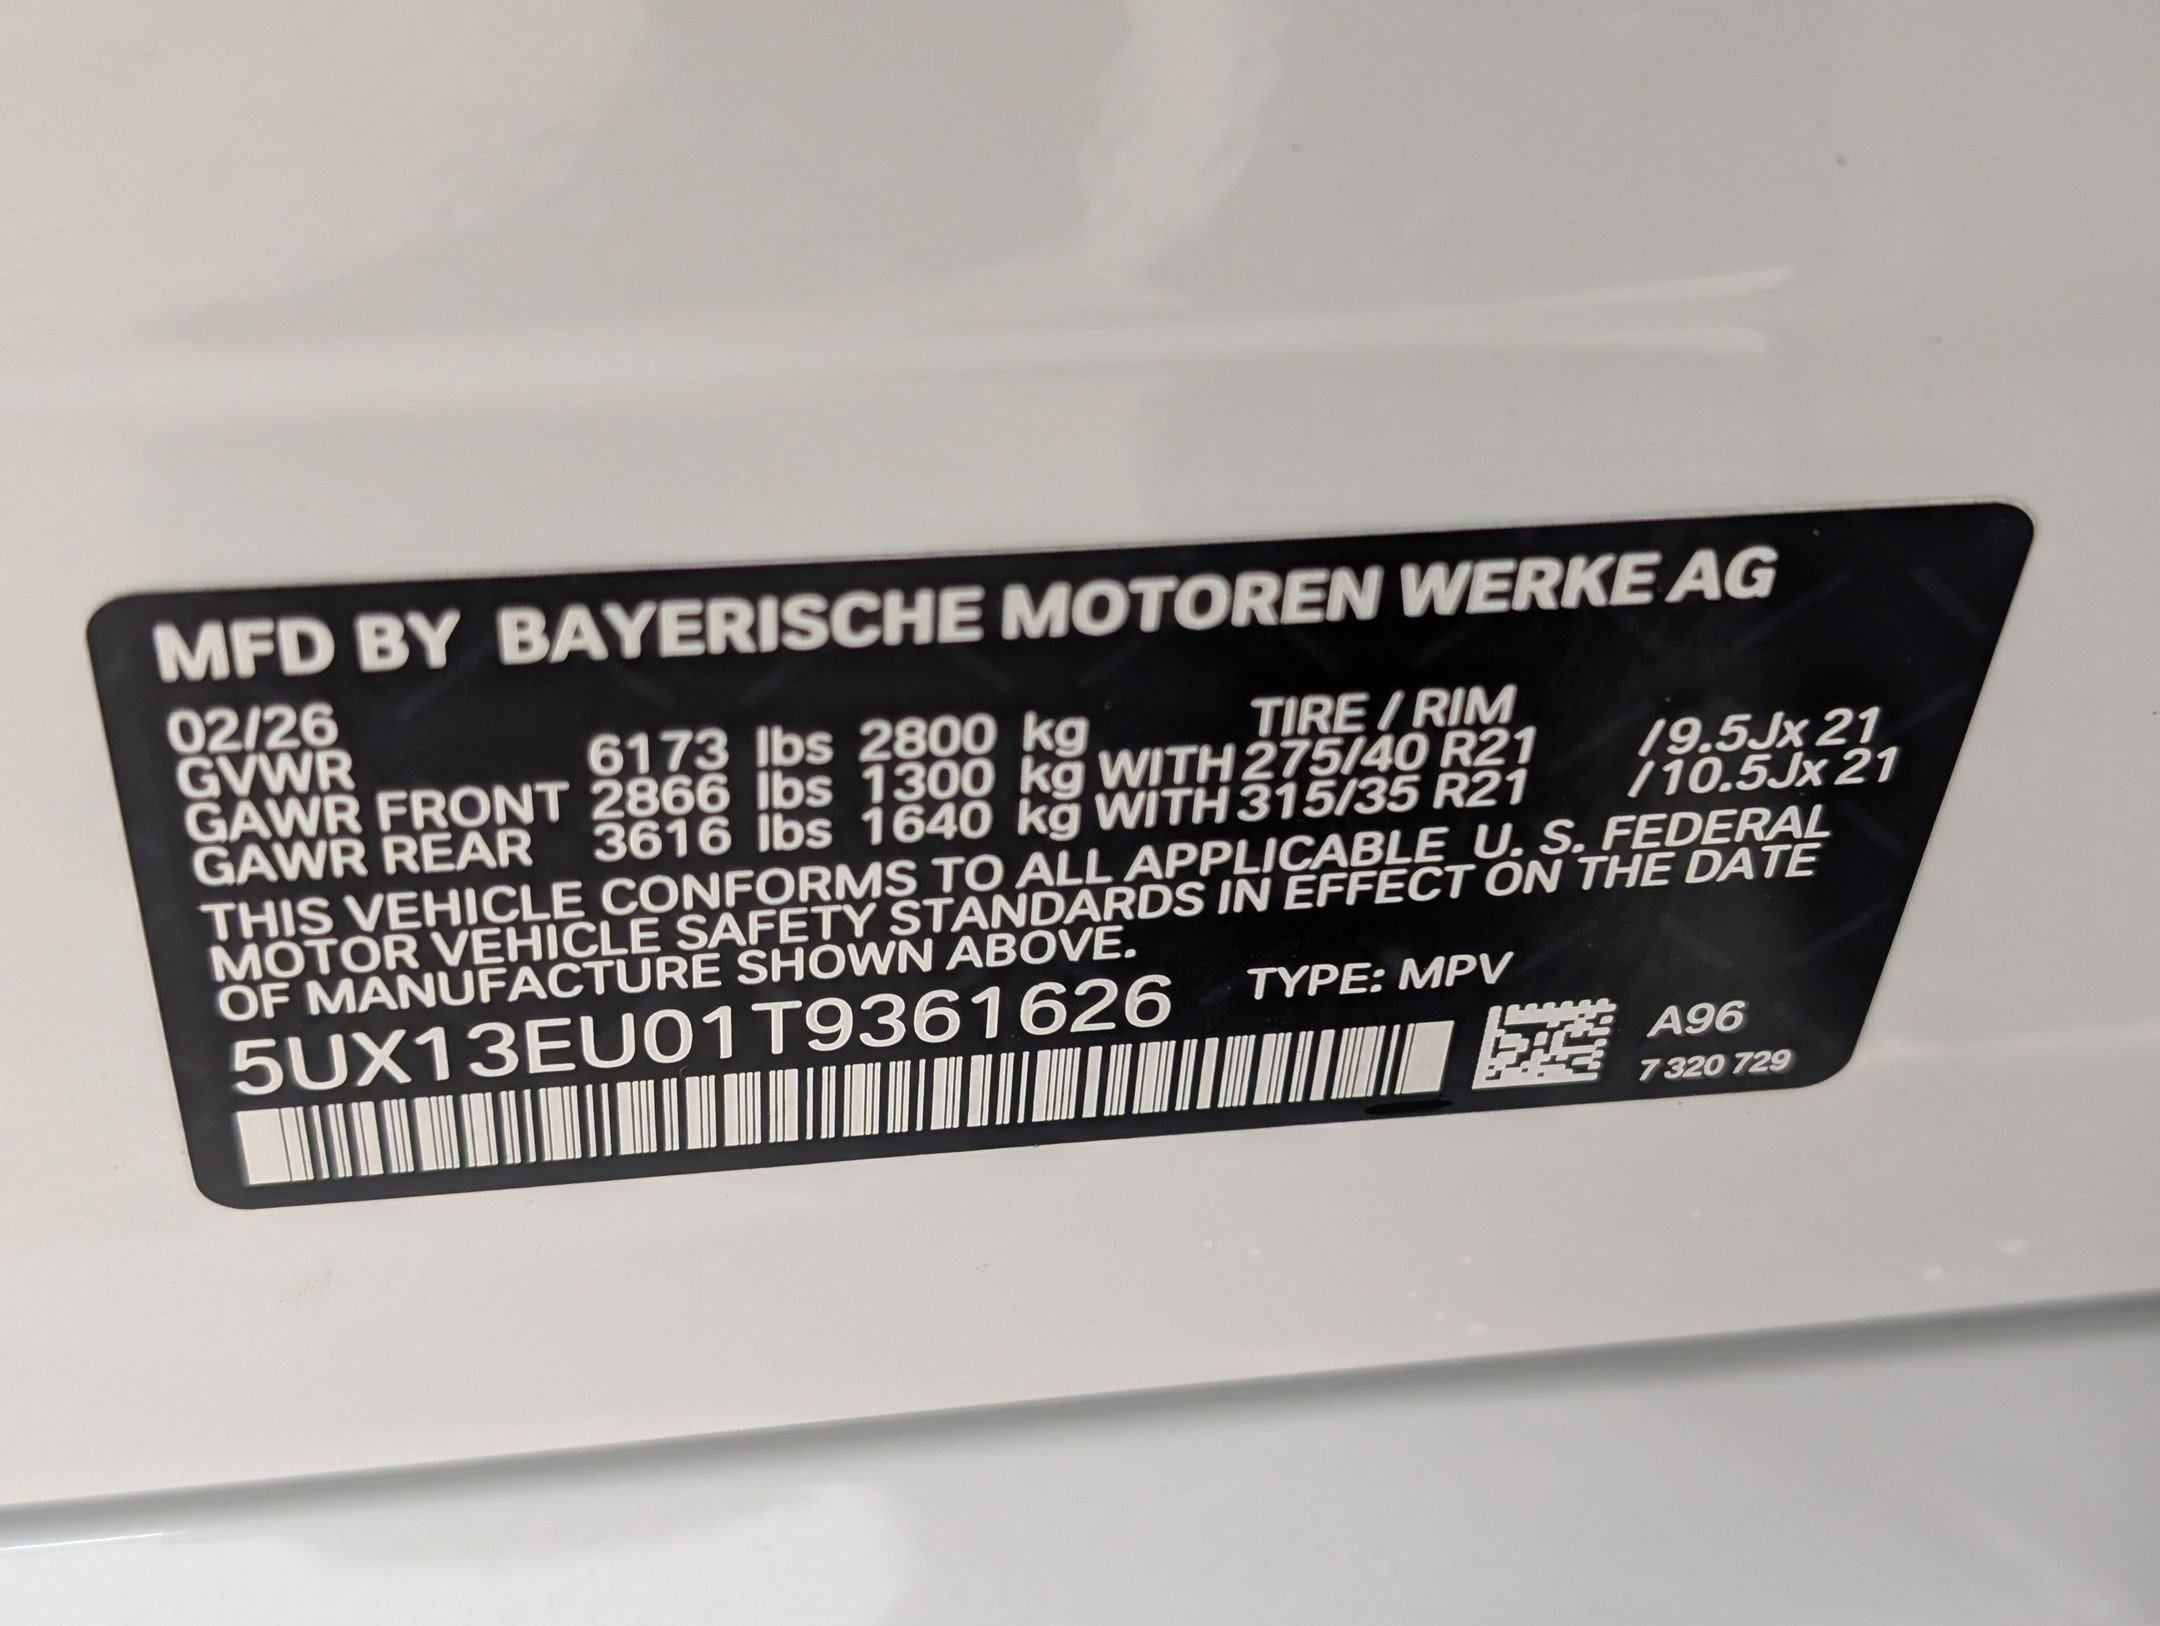 MFD BY BAYERISCHE MOTOREN WERKE AG
02/26 TIRE / RIM
GVWR 6173 lbs 2800 kg
GAWR FRONT 2866 lbs 1300 kg WITH 275/40 R21 /9.5Jx 21
GAWR REAR 3616 lbs 1640 kg WITH 315/35 R21 /10.5Jx 21
THIS VEHICLE CONFORMS TO ALL APPLICABLE U. S. FEDERAL
MOTOR VEHICLE SAFETY STANDARDS IN EFFECT ON THE DATE
OF MANUFACTURE SHOWN ABOVE.
5UX13EU01T9361626 TYPE: MPV
A96
7 320 729